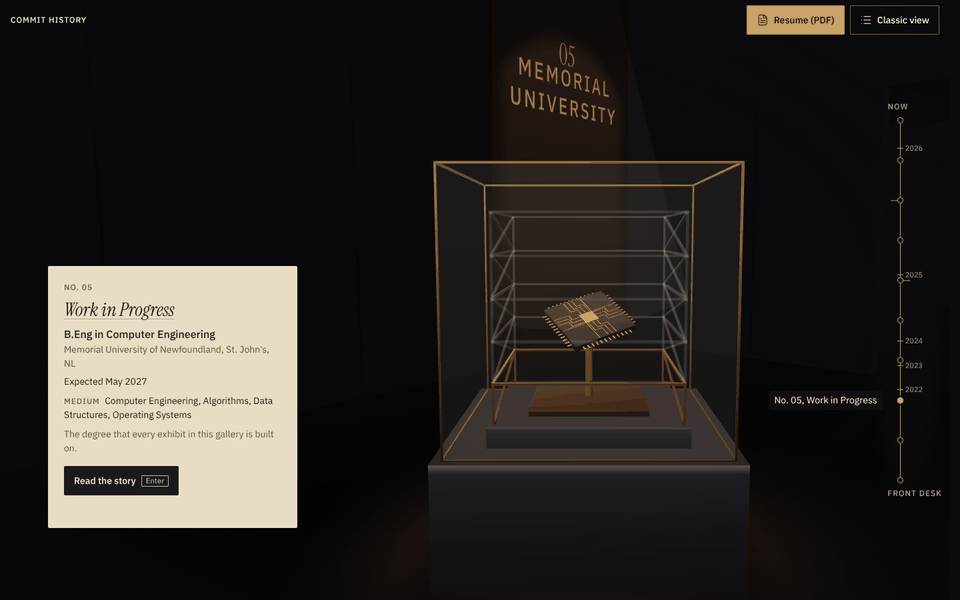 COMMIT HISTORY
Resume (PDF)
Classic view
05
MEMORIAL
UNIVERSITY
NOW
2026
2025
2024
2023
2022
No. 05, Work in Progress
FRONT DESK
NO. 05
Work in Progress
B.Eng in Computer Engineering
Memorial University of Newfoundland, St. John's,
NL
Expected May 2027
MEDIUM Computer Engineering, Algorithms, Data
Structures, Operating Systems
The degree that every exhibit in this gallery is built
on.
Read the story Enter